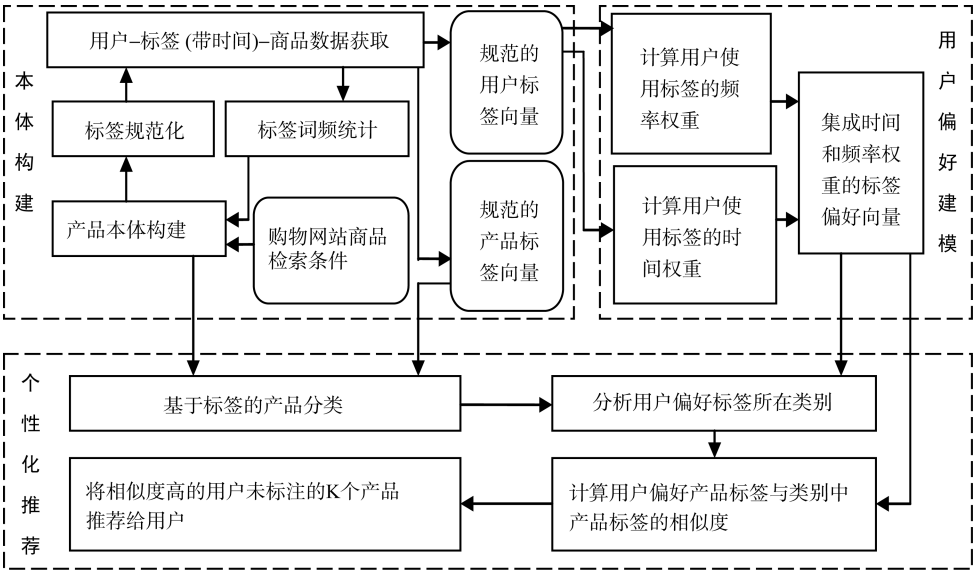 本体构建
用户–标签 (带时间)–商品数据获取
标签规范化
标签词频统计
产品本体构建
购物网站商品
检索条件
规范的
用户标
签向量
规范的
产品标
签向量
用户偏好建模
计算用户使
用标签的频
率权重
计算用户使
用标签的时
间权重
集成时间
和频率权
重的标签
偏好向量
个性化推荐
基于标签的产品分类
分析用户偏好标签所在类别
将相似度高的用户未标注的K个产品
推荐给用户
计算用户偏好产品标签与类别中
产品标签的相似度